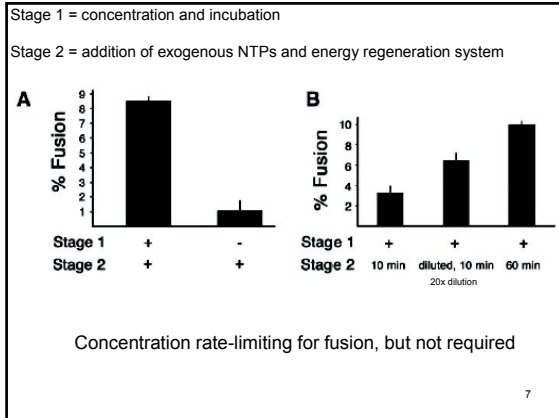 Stage 1 = concentration and incubation
Stage 2 = addition of exogenous NTPs and energy regeneration system
A
% Fusion
9
8
7
6
5
4
3
2
1
Stage 1 + -
Stage 2 + +
B
% Fusion
10
8
6
4
2
Stage 1 + + +
Stage 2 10 min diluted, 10 min 60 min
20x dilution
Concentration rate-limiting for fusion, but not required
7